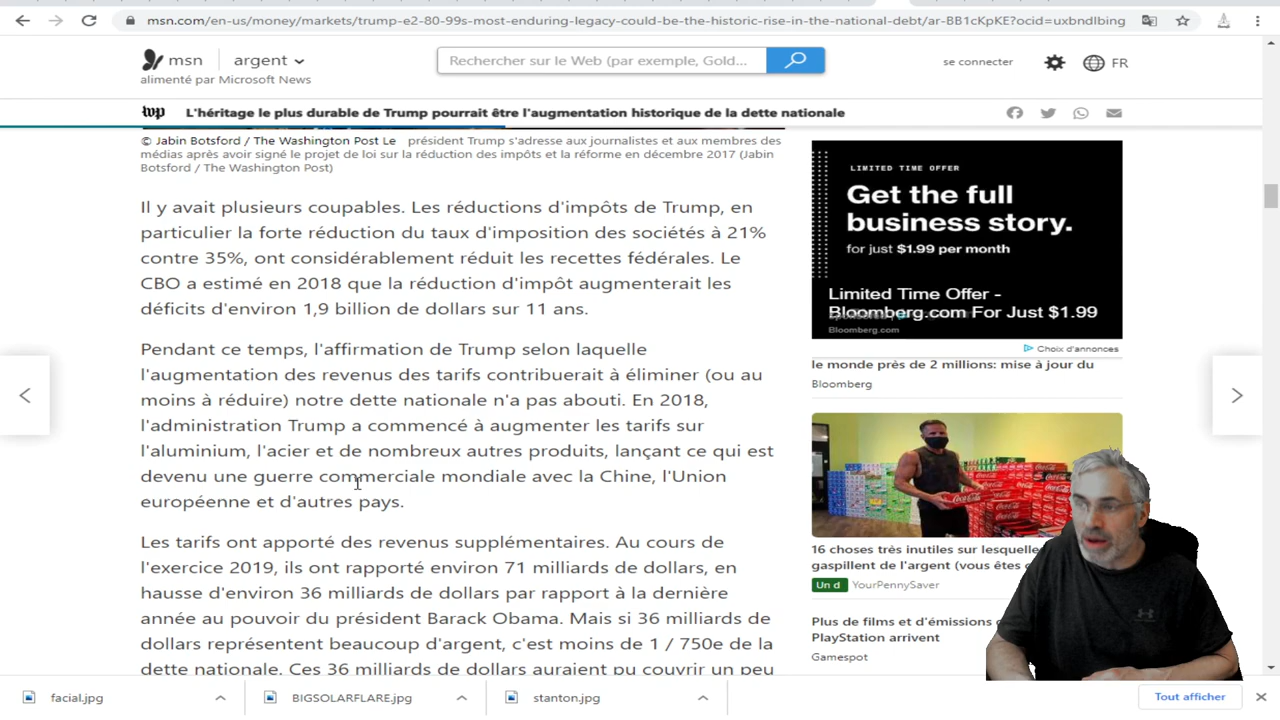 msn.com/en-us/money/markets/trump-e2-80-99s-most-enduring-legacy-could-be-the-historic-rise-in-the-national-debt/ar-BB1cKpKE?ocid=uxbndlbing
msn argent
Rechercher sur le Web (par exemple, Gold...
se connecter
FR
alimenté par Microsoft News
wp L'héritage le plus durable de Trump pourrait être l'augmentation historique de la dette nationale
© Jabin Botsford / The Washington Post Le président Trump s'adresse aux journalistes et aux membres des
médias après avoir signé le projet de loi sur la réduction des impôts et la réforme en décembre 2017 (Jabin
Botsford / The Washington Post)
Il y avait plusieurs coupables. Les réductions d'impôts de Trump, en
particulier la forte réduction du taux d'imposition des sociétés à 21%
contre 35%, ont considérablement réduit les recettes fédérales. Le
CBO a estimé en 2018 que la réduction d'impôt augmenterait les
déficits d'environ 1,9 billion de dollars sur 11 ans.
Pendant ce temps, l'affirmation de Trump selon laquelle
l'augmentation des revenus des tarifs contribuerait à éliminer (ou au
moins à réduire) notre dette nationale n'a pas abouti. En 2018,
l'administration Trump a commencé à augmenter les tarifs sur
l'aluminium, l'acier et de nombreux autres produits, lançant ce qui est
devenu une guerre commerciale mondiale avec la Chine, l'Union
européenne et d'autres pays.
Les tarifs ont apporté des revenus supplémentaires. Au cours de
l'exercice 2019, ils ont rapporté environ 71 milliards de dollars, en
hausse d'environ 36 milliards de dollars par rapport à la dernière
année au pouvoir du président Barack Obama. Mais si 36 milliards de
dollars représentent beaucoup d'argent, c'est moins de 1 / 750e de la
dette nationale. Ces 36 milliards de dollars auraient pu couvrir un peu
LIMITED TIME OFFER
Get the full
business story.
for just $1.99 per month
Limited Time Offer -
Bloomberg.com For Just $1.99
Bloomberg.com
Choix d'annonces
le monde près de 2 millions: mise à jour du
Bloomberg
Coca-Cola
16 choses très inutiles sur lesquelle
gaspillent de l'argent (vous êtes
Un d YourPennySaver
Plus de films et d'émissions
PlayStation arrivent
Gamespot
facial.jpg
BIGSOLARFLARE.jpg
stanton.jpg
Tout afficher